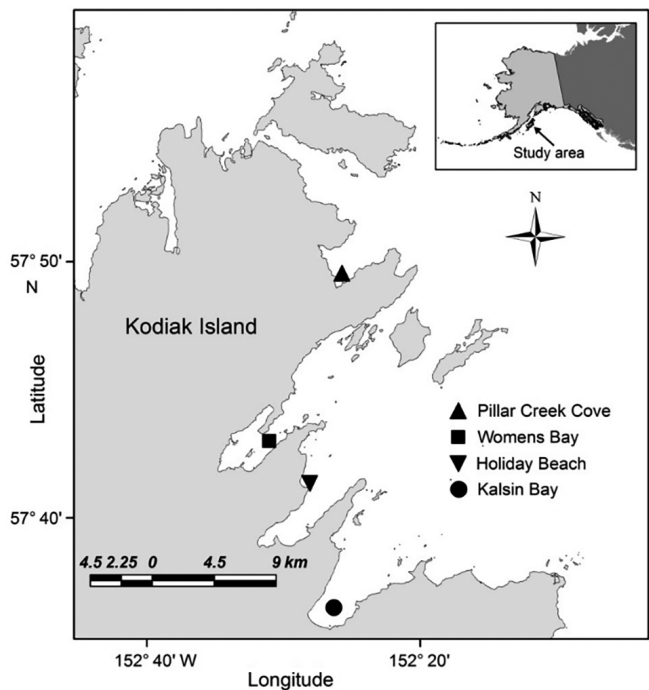 Study area
N
57° 50'
N
Kodiak Island
Latitude
Pillar Creek Cove
Womens Bay
Holiday Beach
Kalsin Bay
57° 40'
4.5 2.25 0 4.5 9 km
152° 40' W 152° 20'
Longitude